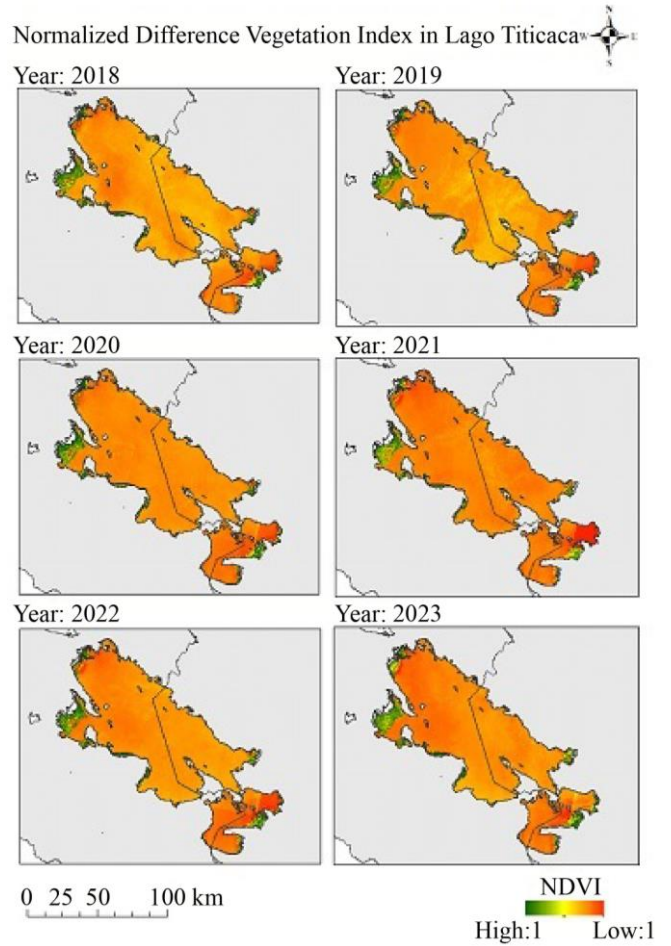 Normalized Difference Vegetation Index in Lago Titicaca
N
W E
S
Year: 2018
Year: 2019
Year: 2020
Year: 2021
Year: 2022
Year: 2023
0 25 50 100 km
NDVI
High:1 Low:1